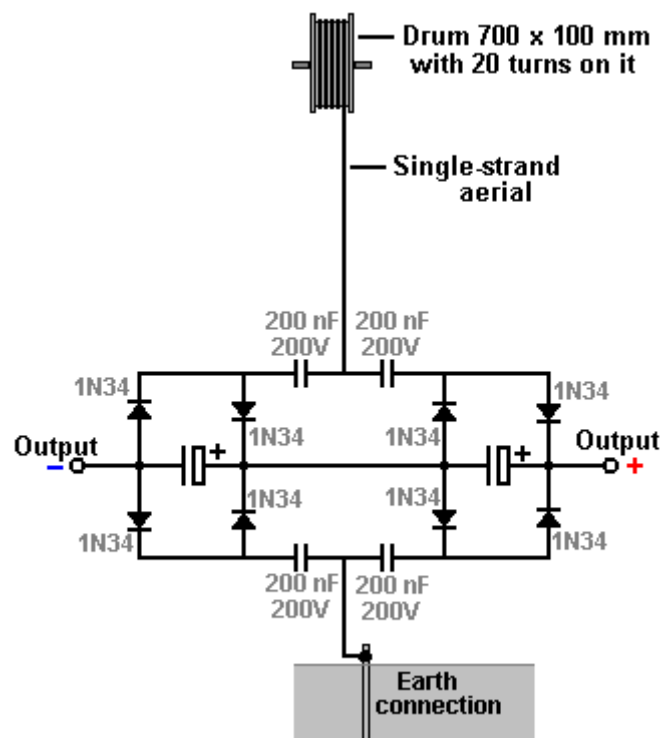 Drum 700 x 100 mm
with 20 turns on it
Single-strand
aerial
200 nF 200 nF
200V 200V
1N34 1N34
Output + + Output
- 1N34 1N34 +
1N34 1N34
1N34 1N34
200 nF 200 nF
200V 200V
Earth
connection